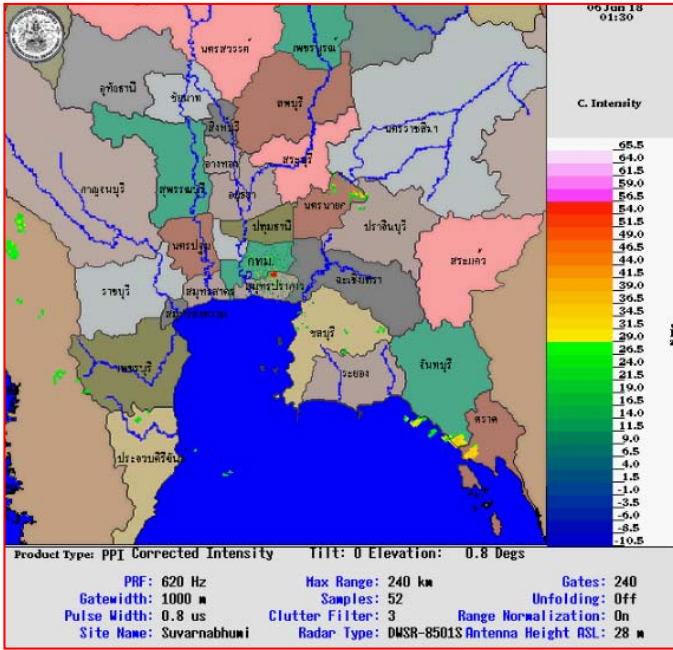 06 Jun 18
01:30
C. Intensity
65.5
64.0
61.5
59.0
56.5
54.0
51.5
49.0
46.5
44.0
41.5
39.0
36.5
34.0
31.5
29.0
26.5
24.0
21.5
19.0
16.5
14.0
11.5
9.0
6.5
4.0
1.5
-1.0
-3.5
-6.0
-8.5
-10.5
นครสวรรค์
เพชรบูรณ์
อุทัยธานี
ชัยนาท
ลพบุรี
สิงห์บุรี
นครราชสีมา
อ่างทอง
สระบุรี
กาญจนบุรี
สุพรรณบุรี
อยุธยา
นครนายก
ปทุมธานี
ปราจีนบุรี
นครปฐม
กทม.
สระแก้ว
ราชบุรี
สมุทรสาคร
สมุทรปราการ
ฉะเชิงเทรา
ชลบุรี
เพชรบุรี
ระยอง
จันทบุรี
ตราด
ประจวบคีรีขันธ์
Product Type: PPI Corrected Intensity Tilt: 0 Elevation: 0.8 Degs
PRF: 620 Hz Max Range: 240 km Gates: 240
Gatewidth: 1000 m Samples: 52 Unfolding: Off
Pulse Width: 0.8 us Clutter Filter: 3 Range Normalization: On
Site Name: Suvarnabhumi Radar Type: DWSR-8501S Antenna Height ASL: 28 m